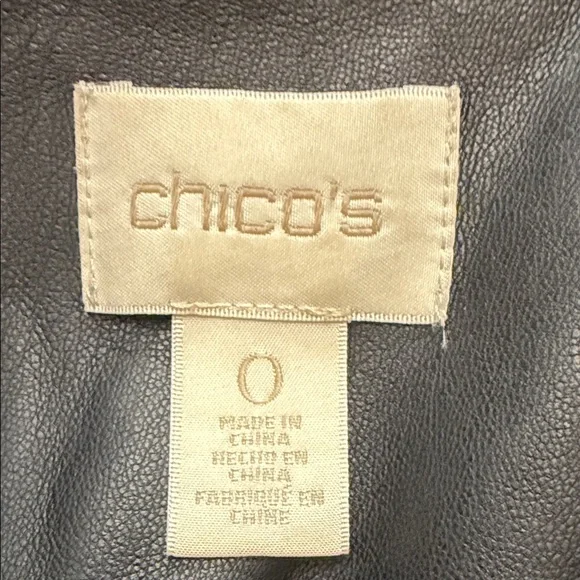 chico's
0
MADE IN
CHINA
HECHO EN
CHINA
FABRIQUÉ EN
CHINE